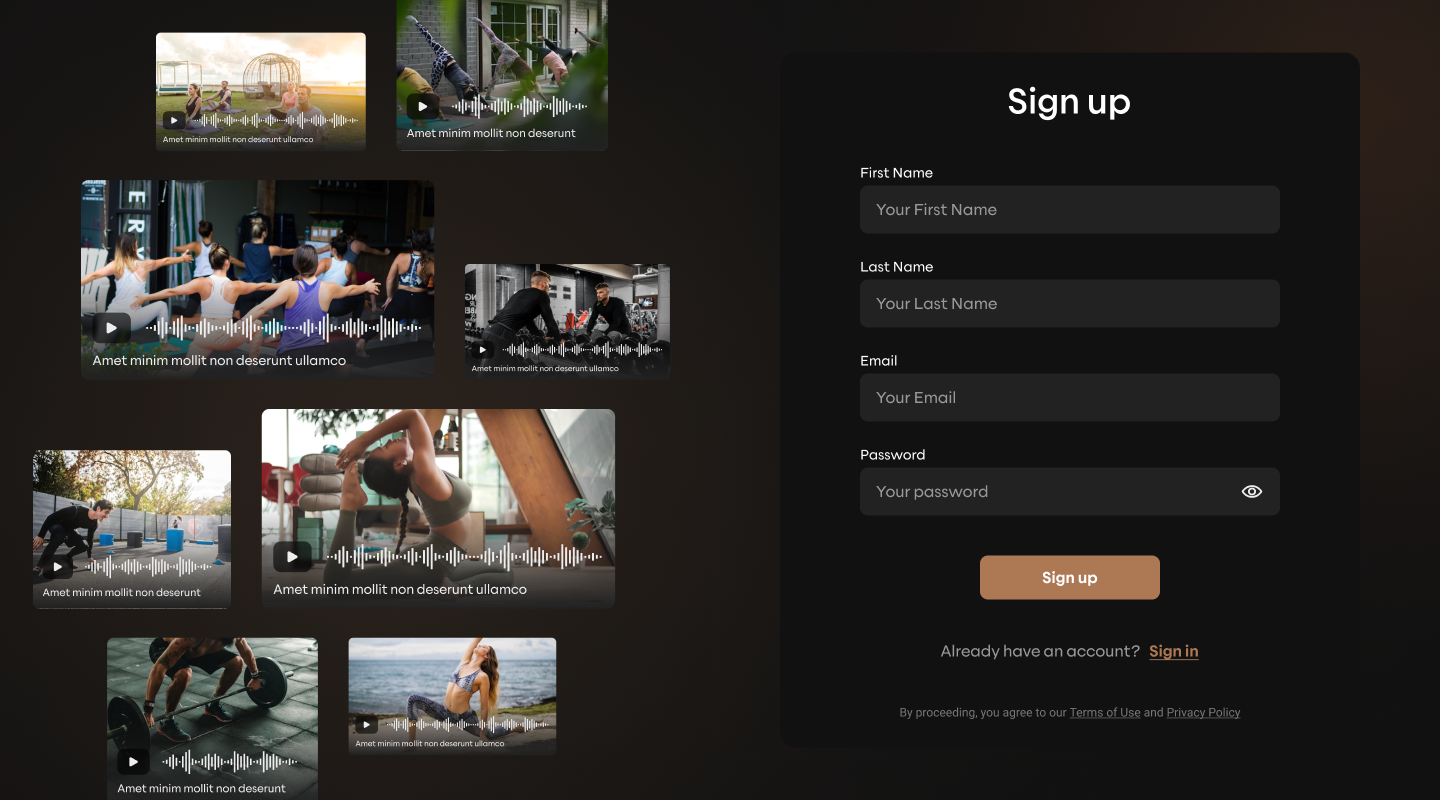 Amet minim mollit non deserunt ullamco
Amet minim mollit non deserunt
E
R
Amet minim mollit non deserunt ullamco
Amet minim mollit non deserunt ullamco
Amet minim mollit non deserunt
Amet minim mollit non deserunt ullamco
Amet minim mollit non deserunt
Amet minim mollit non deserunt ullamco
Sign up
First Name
Your First Name
Last Name
Your Last Name
Email
Your Email
Password
Your password
Sign up
Already have an account? Sign in
By proceeding, you agree to our Terms of Use and Privacy Policy